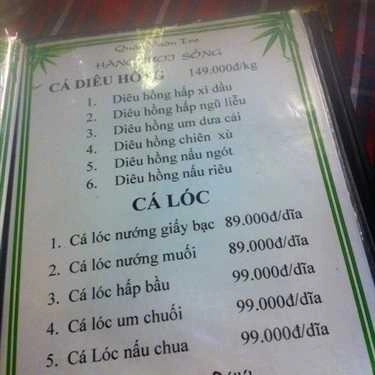 Quán Vườn Tre
HÀNG TƯƠI SỐNG
CÁ DIÊU HỒNG 149.000đ/kg
1. Diêu hồng hấp xì dầu
2. Diêu hồng hấp ngũ liễu
3. Diêu hồng um dưa cải
4. Diêu hồng chiên xù
5. Diêu hồng nấu ngót
6. Diêu hồng nấu riêu
CÁ LÓC
1. Cá lóc nướng giấy bạc 89.000đ/dĩa
2. Cá lóc nướng muối 89.000đ/dĩa
3. Cá lóc hấp bầu 99.000đ/dĩa
4. Cá lóc um chuối 99.000đ/dĩa
5. Cá Lóc nấu chua 99.000đ/dĩa